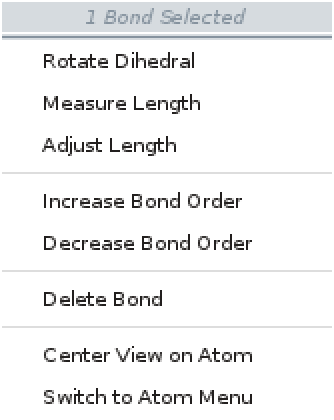 1 Bond Selected
Rotate Dihedral
Measure Length
Adjust Length
Increase Bond Order
Decrease Bond Order
Delete Bond
Center View on Atom
Switch to Atom Menu